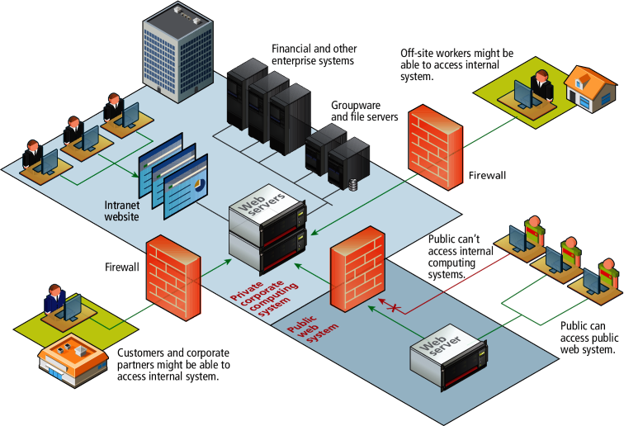 Financial and other
enterprise systems
Off-site workers might be
able to access internal
system.
Groupware
and file servers
Firewall
Intranet
website
Web
servers
Public can't
access internal
computing
systems.
Firewall
Private
corporate
computing
system
Public
web
system
Web
server
Public can
access public
web system.
Customers and corporate
partners might be able to
access internal system.